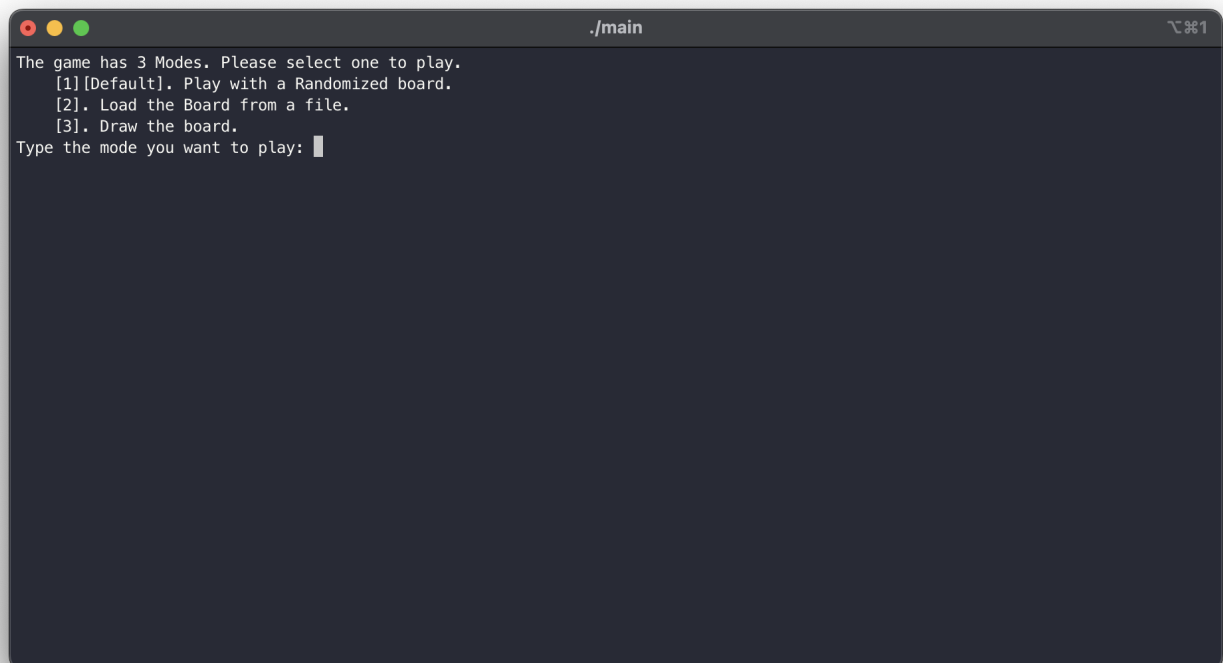 ./main
⌥⌘1
The game has 3 Modes. Please select one to play.
[1][Default]. Play with a Randomized board.
[2]. Load the Board from a file.
[3]. Draw the board.
Type the mode you want to play: